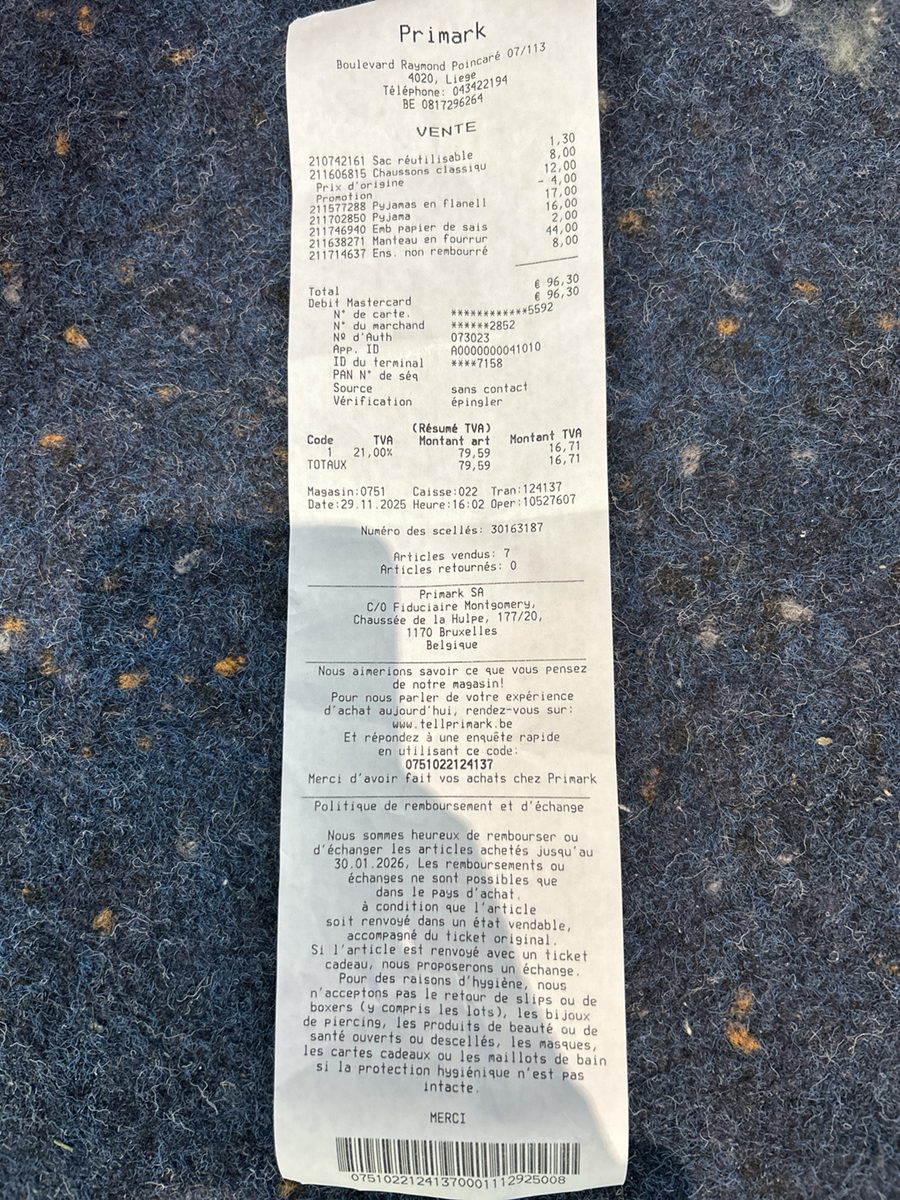 Primark
Boulevard Raymond Poincaré 07/113
4020, Liege
Téléphone: 043422194
BE 0817296264
VENTE
210742161 Sac réutilisable 1,30
211606815 Chaussons classiqu 8,00
Prix d'origine 12,00
Promotion - 4,00
211577288 Pyjamas en flanell 17,00
211702850 Pyjama 16,00
211746940 Emb papier de sais 2,00
211638271 Manteau en fourrur 44,00
211714637 Ens. non rembourré 8,00
Total € 96,30
Debit Mastercard € 96,30
N° de carte. ************5592
N° du marchand ******2852
Nº d'Auth 073023
App. ID A0000000041010
ID du terminal ****7158
PAN N° de séq
Source sans contact
Vérification épingler
(Résumé TVA)
Code TVA Montant art Montant TVA
1 21,00% 79,59 16,71
TOTAUX 79,59 16,71
Magasin:0751 Caisse:022 Tran:124137
Date:29.11.2025 Heure:16:02 Oper:10527607
Numéro des scellés: 30163187
Articles vendus: 7
Articles retournés: 0
Primark SA
C/O Fiduciaire Montgomery,
Chaussée de la Hulpe, 177/20,
1170 Bruxelles
Belgique
Nous aimerions savoir ce que vous pensez
de notre magasin!
Pour nous parler de votre expérience
d'achat aujourd'hui, rendez-vous sur:
www.tellprimark.be
Et répondez à une enquête rapide
en utilisant ce code:
0751022124137
Merci d'avoir fait vos achats chez Primark
Politique de remboursement et d'échange
Nous sommes heureux de rembourser ou
d'échanger les articles achetés jusqu'au
30.01.2026, Les remboursements ou
échanges ne sont possibles que
dans le pays d'achat.
à condition que l'article
soit renvoyé dans un état vendable,
accompagné du ticket original.
Si l'article est renvoyé avec un ticket
cadeau, nous proposerons un échange.
Pour des raisons d'hygiène, nous
n'acceptons pas le retour de slips ou de
boxers (y compris les lots), les bijoux
de piercing, les produits de beauté ou de
santé ouverts ou descellés, les masques,
les cartes cadeaux ou les maillots de bain
si la protection hygiénique n'est pas
intacte.
MERCI
07510221241370001112925008